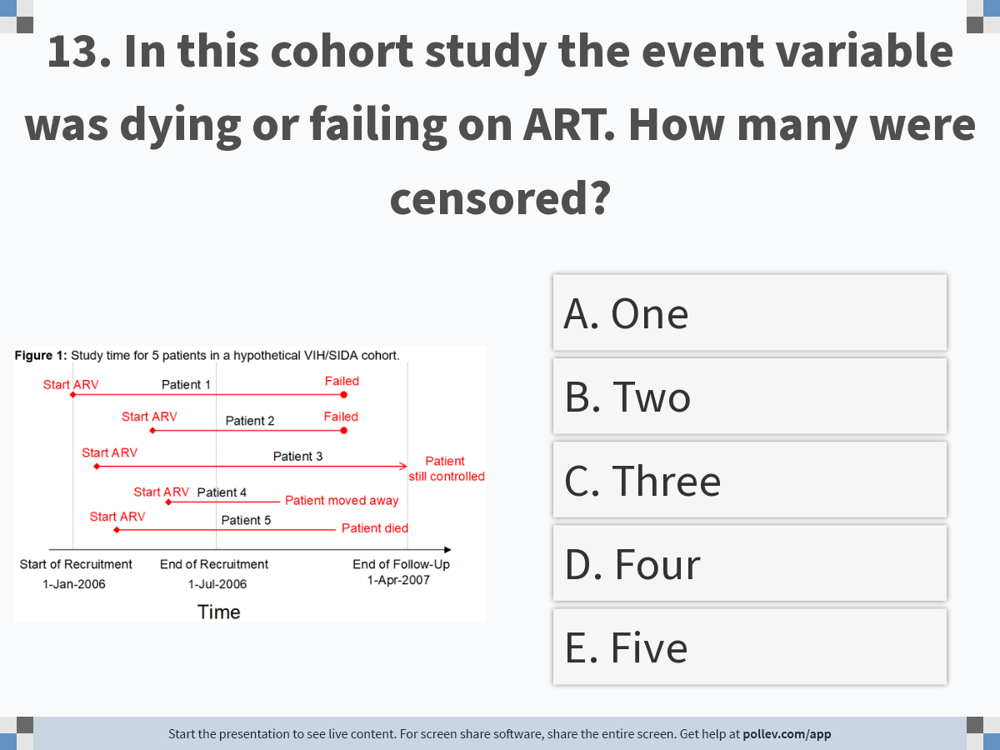 13. In this cohort study the event variable
was dying or failing on ART. How many were
censored?
Figure 1: Study time for 5 patients in a hypothetical VIH/SIDA cohort.
Start ARV Patient 1 Failed
Start ARV Patient 2 Failed
Start ARV Patient 3 Patient
still controlled
Start ARV Patient 4 Patient moved away
Start ARV Patient 5 Patient died
Start of Recruitment End of Recruitment End of Follow-Up
1-Jan-2006 1-Jul-2006 1-Apr-2007
Time
A. One
B. Two
C. Three
D. Four
E. Five
Start the presentation to see live content. For screen share software, share the entire screen. Get help at pollev.com/app